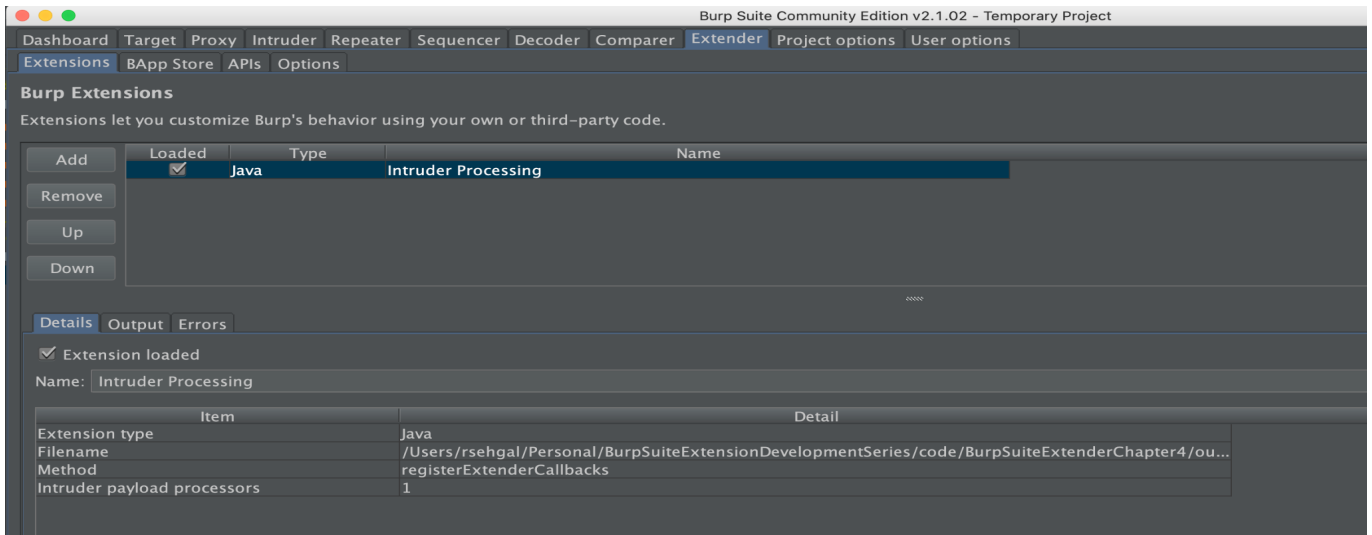 Burp Suite Community Edition v2.1.02 - Temporary Project
Dashboard Target Proxy Intruder Repeater Sequencer Decoder Comparer Extender Project options User options
Extensions BApp Store APIs Options
Burp Extensions
Extensions let you customize Burp's behavior using your own or third-party code.
Add
Loaded Type Name
Java Intruder Processing
Remove
Up
Down
Details Output Errors
Extension loaded
Name: Intruder Processing
Item Detail
Extension type Java
Filename /Users/rsehgal/Personal/BurpSuiteExtensionDevelopmentSeries/code/BurpSuiteExtenderChapter4/ou...
Method registerExtenderCallbacks
Intruder payload processors 1